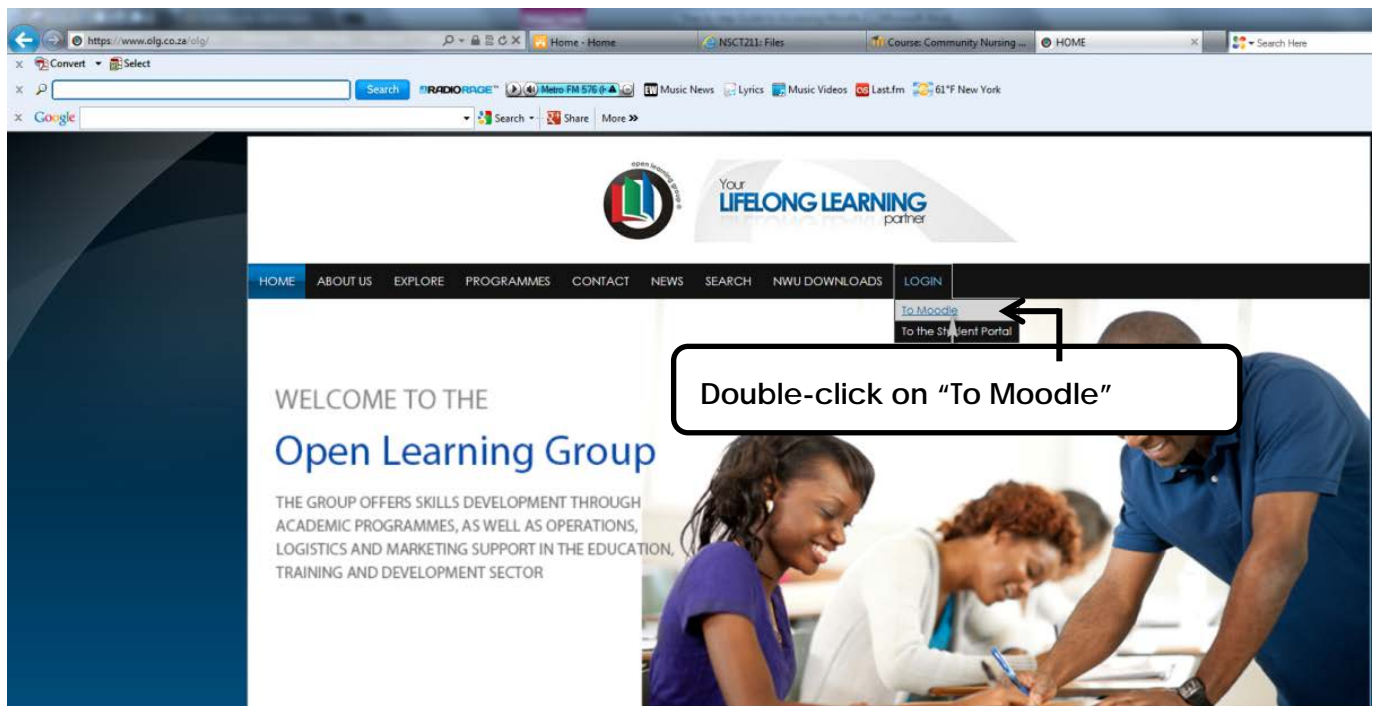 https://www.olg.co.za/olg/
Home - Home
NSCT211: Files
Course: Community Nursing ...
HOME
Search Here
x Convert Select
x Search RADIORAGE™ Metro FM 576 Music News Lyrics Music Videos Last.fm 61°F New York
x Google Search Share More »
open learning group
Your
LIFELONG LEARNING
partner
HOME ABOUT US EXPLORE PROGRAMMES CONTACT NEWS SEARCH NWU DOWNLOADS LOGIN
To Moodle
To the Student Portal
Double-click on “To Moodle”
WELCOME TO THE
Open Learning Group
THE GROUP OFFERS SKILLS DEVELOPMENT THROUGH
ACADEMIC PROGRAMMES, AS WELL AS OPERATIONS,
LOGISTICS AND MARKETING SUPPORT IN THE EDUCATION,
TRAINING AND DEVELOPMENT SECTOR